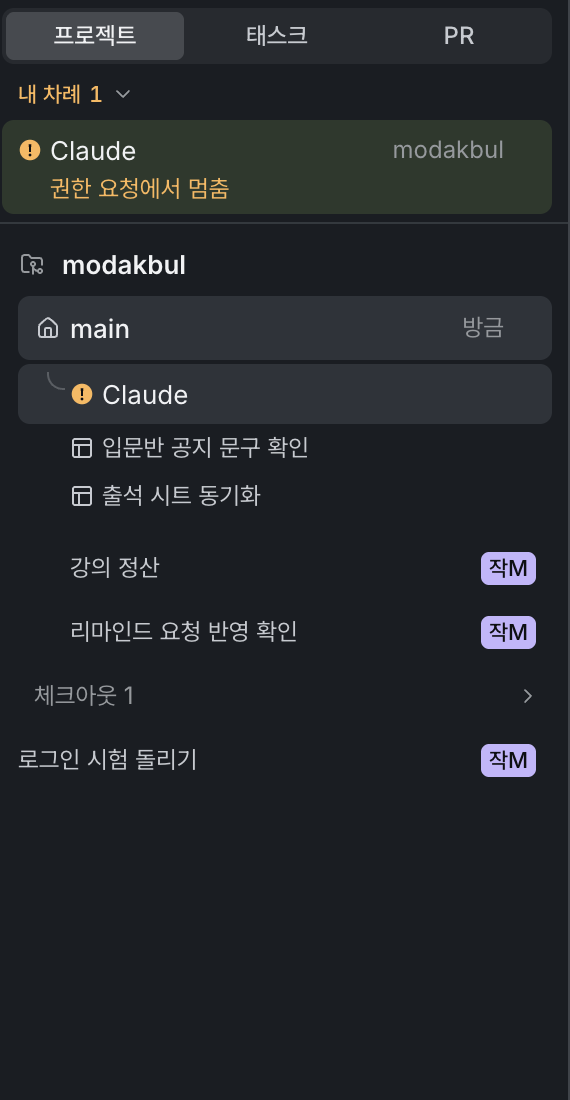 프로젝트 태스크 PR
내 차례 1
Claude modakbul
권한 요청에서 멈춤
modakbul
main 방금
Claude
입문반 공지 문구 확인
출석 시트 동기화
강의 정산 작M
리마인드 요청 반영 확인 작M
체크아웃 1
로그인 시험 돌리기 작M